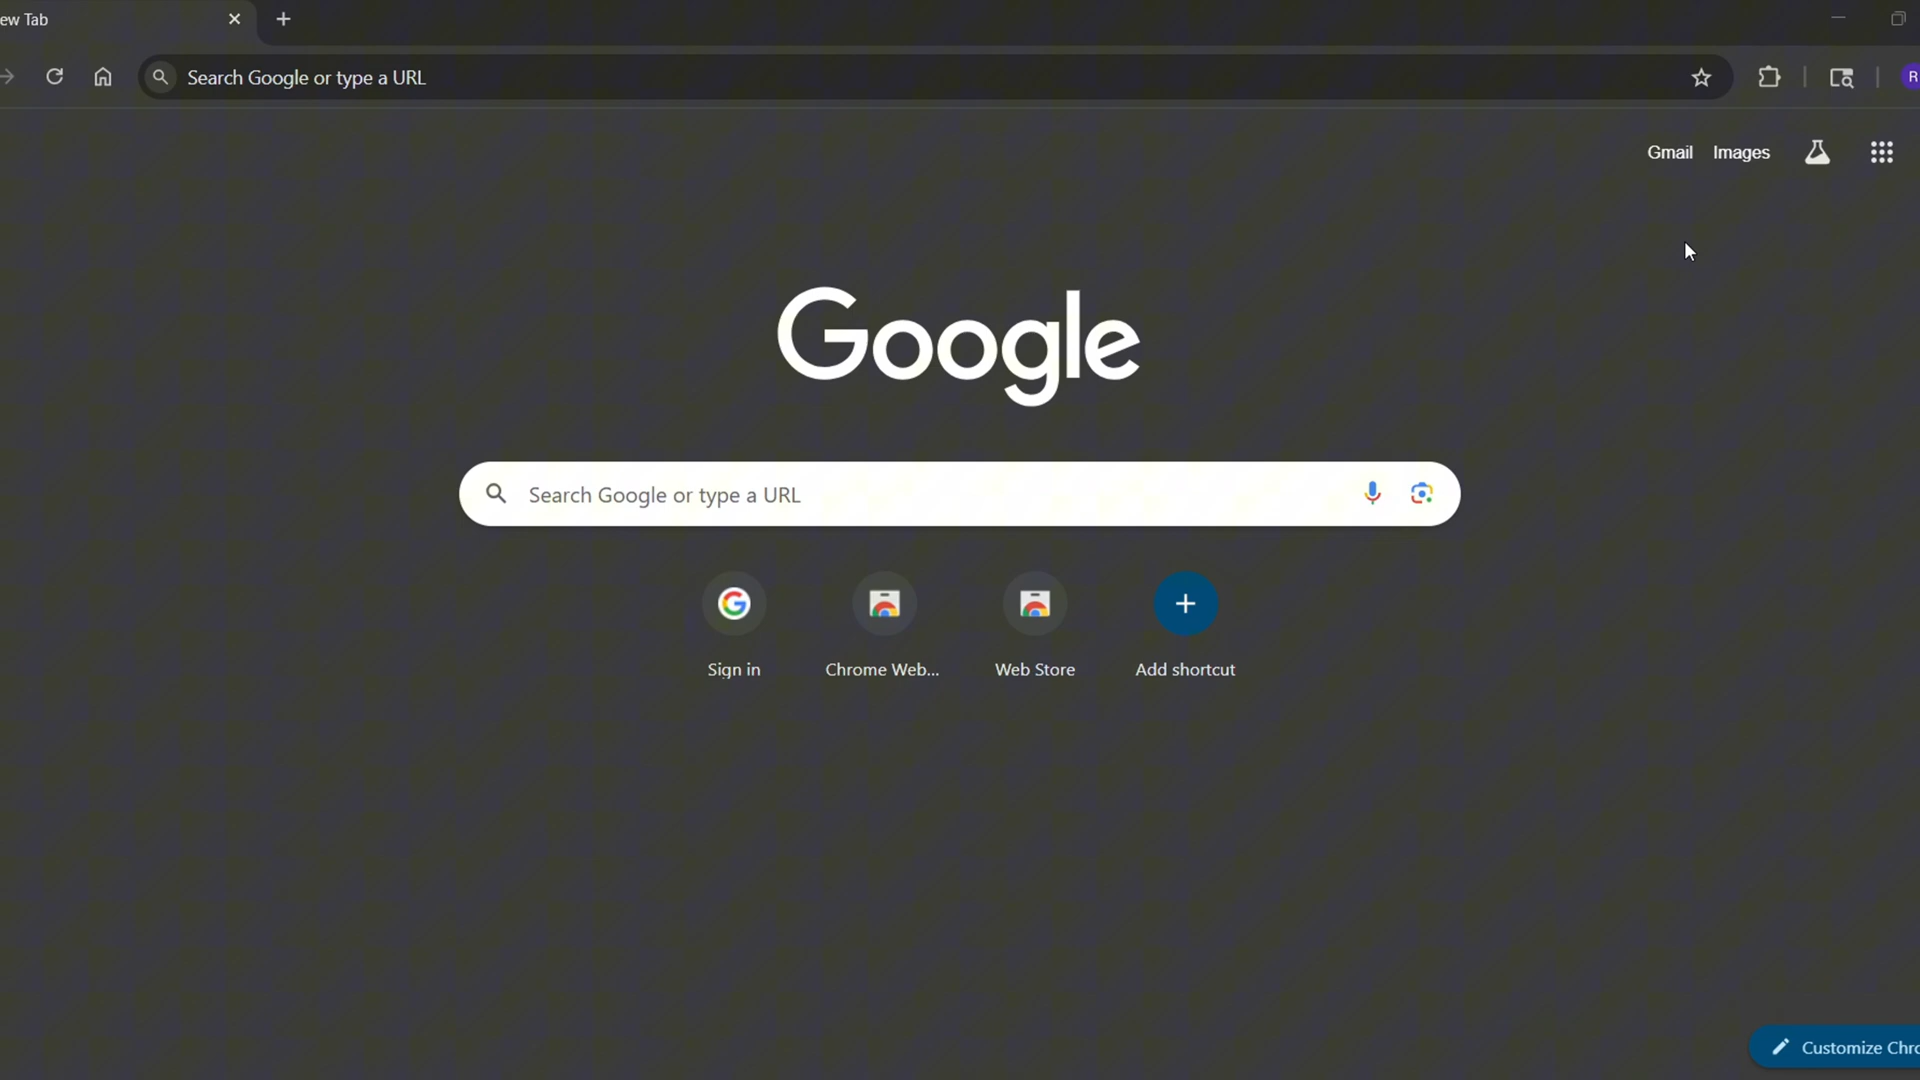 ew Tab
Search Google or type a URL
R
Gmail Images
Google
Search Google or type a URL
Sign in Chrome Web... Web Store Add shortcut
Customize Chro